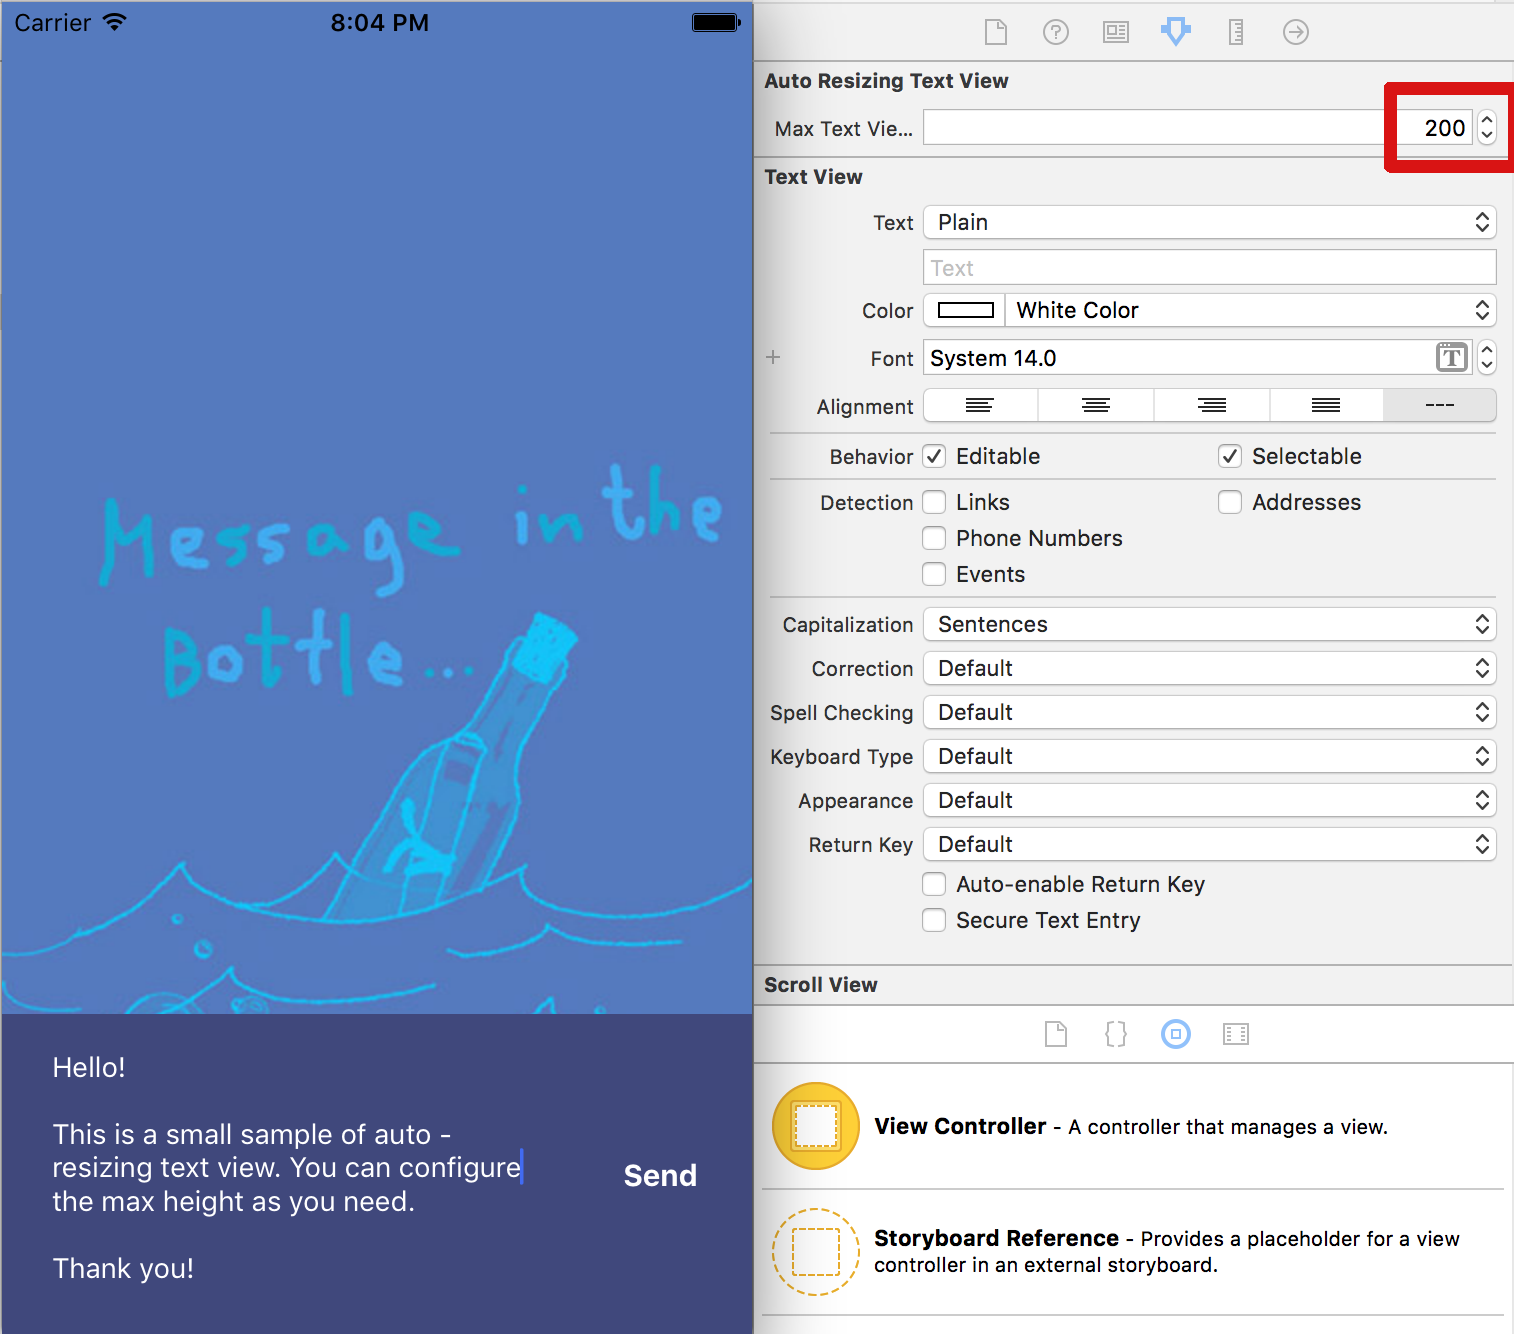 Carrier 8:04 PM
Message in the
Bottle...
Hello!
This is a small sample of auto -
resizing text view. You can configure
the max height as you need.
Thank you!
Send
Auto Resizing Text View
Max Text Vie... 200
Text View
Text Plain
Text
Color White Color
+ Font System 14.0 T
Alignment ---
Behavior Editable Selectable
Detection Links Addresses
Phone Numbers
Events
Capitalization Sentences
Correction Default
Spell Checking Default
Keyboard Type Default
Appearance Default
Return Key Default
Auto-enable Return Key
Secure Text Entry
Scroll View
{}
View Controller - A controller that manages a view.
Storyboard Reference - Provides a placeholder for a view
controller in an external storyboard.